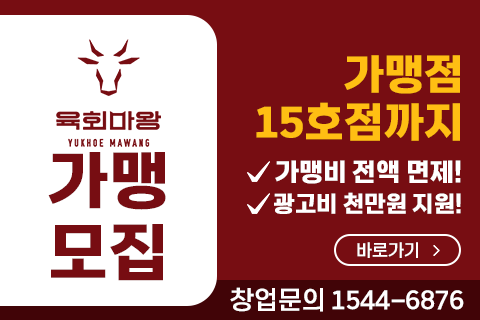 육회마왕
YUKHOE MAWANG
가맹
모집
가맹점
15호점까지
가맹비 전액 면제!
광고비 천만원 지원!
바로가기 >
창업문의 1544-6876